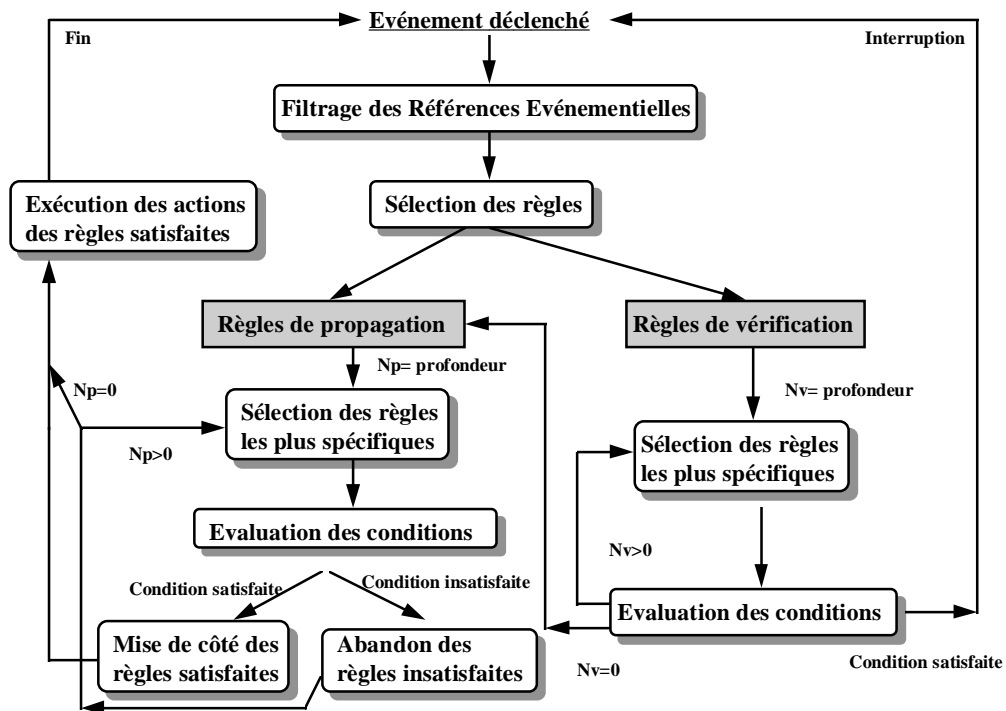 Evénement déclenché
Fin
Interruption
Filtrage des Références Evénementielles
Exécution des actions
des règles satisfaites
Sélection des règles
Règles de propagation
Règles de vérification
Np= profondeur
Nv= profondeur
Np=0
Sélection des règles
les plus spécifiques
Np>0
Sélection des règles
les plus spécifiques
Evaluation des conditions
Nv>0
Condition satisfaite
Condition insatisfaite
Evaluation des conditions
Mise de côté des
règles satisfaites
Abandon des
règles insatisfaites
Nv=0
Condition satisfaite